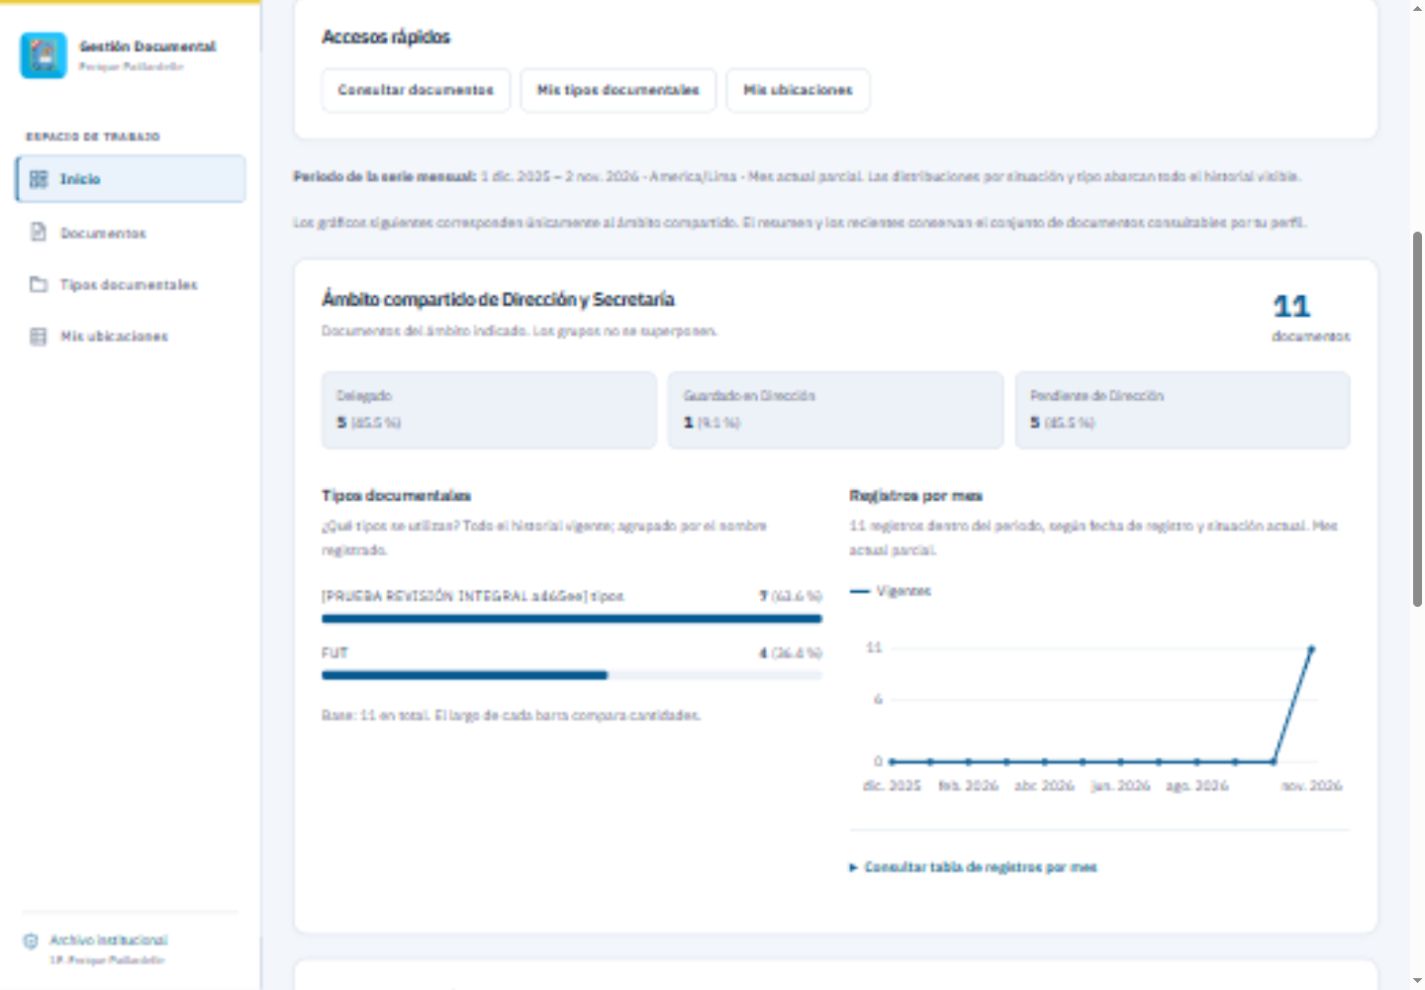 Gestión Documental
Enrique Paillardelle
ESPACIO DE TRABAJO
Inicio
Documentos
Tipos documentales
Mis ubicaciones
Archivo institucional
Accesos rápidos
Consultar documentos
Mis tipos documentales
Mis ubicaciones
Periodo de la serie mensual: 1 dic. 2025 – 2 nov. 2026 · America/Lima · Mes actual parcial. Las distribuciones por situación y tipo abarcan todo el historial visible.
Los gráficos siguientes corresponden únicamente al ámbito compartido. El resumen y los recientes conservan el conjunto de documentos consultables por tu perfil.
Ámbito compartido de Dirección y Secretaría
Documentos del ámbito indicado. Los grupos no se superponen.
11
documentos
Delegado
5 (45.5 %)
Guardado en Dirección
1 (9.1 %)
Pendiente de Dirección
5 (45.5 %)
Tipos documentales
¿Qué tipos se utilizan? Todo el historial vigente; agrupado por el nombre
registrado.
[PRUEBA REVISIÓN INTEGRAL tipos
7 (63.6 %)
FUT
4 (36.4 %)
Base: 11 en total. El largo de cada barra compara cantidades.
Registros por mes
11 registros dentro del periodo, según fecha de registro y situación actual. Mes
actual parcial.
Vigentes
11
6
0
dic. 2025 feb. 2026 abr. 2026 jun. 2026 ago. 2026 nov. 2026
Consultar tabla de registros por mes